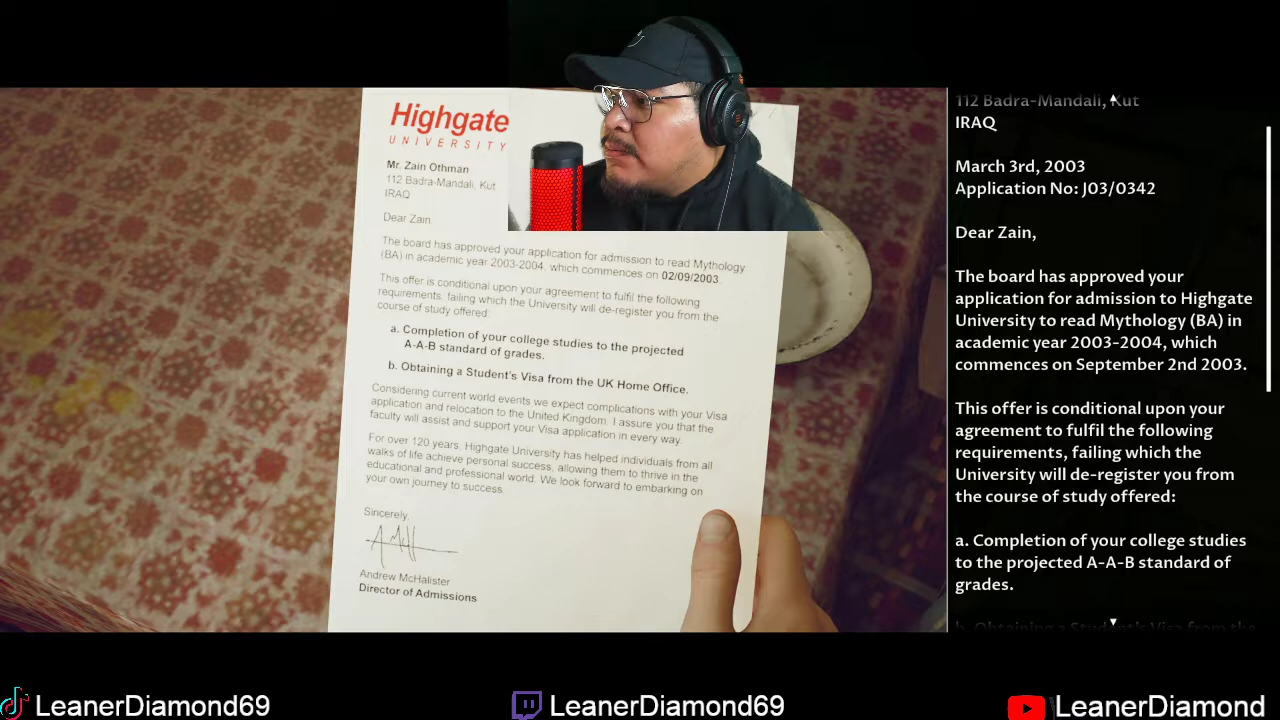 Highgate
UNIVERSITY
Mr. Zain Othman
112 Badra-Mandali, Kut
IRAQ
Dear Zain,
The board has approved your application for admission to read Mythology
(BA) in academic year 2003-2004, which commences on 02/09/2003.
This offer is conditional upon your agreement to fulfil the following
requirements, failing which the University will de-register you from the
course of study offered:
a. Completion of your college studies to the projected
A-A-B standard of grades.
b. Obtaining a Student's Visa from the UK Home Office.
Considering current world events we expect complications with your Visa
application and relocation to the United Kingdom. I assure you that the
faculty will assist and support your Visa application in every way.
For over 120 years, Highgate University has helped individuals from all
walks of life achieve personal success, allowing them to thrive in the
educational and professional world. We look forward to embarking on
your own journey to success.
Sincerely,
Andrew McHalister
Director of Admissions
112 Badra-Mandali, Kut
IRAQ
March 3rd, 2003
Application No: J03/0342
Dear Zain,
The board has approved your
application for admission to Highgate
University to read Mythology (BA) in
academic year 2003-2004, which
commences on September 2nd 2003.
This offer is conditional upon your
agreement to fulfil the following
requirements, failing which the
University will de-register you from
the course of study offered:
a. Completion of your college studies
to the projected A-A-B standard of
grades.
b. Obtaining a Student's Visa from the
LeanerDiamond69
LeanerDiamond69
LeanerDiamond